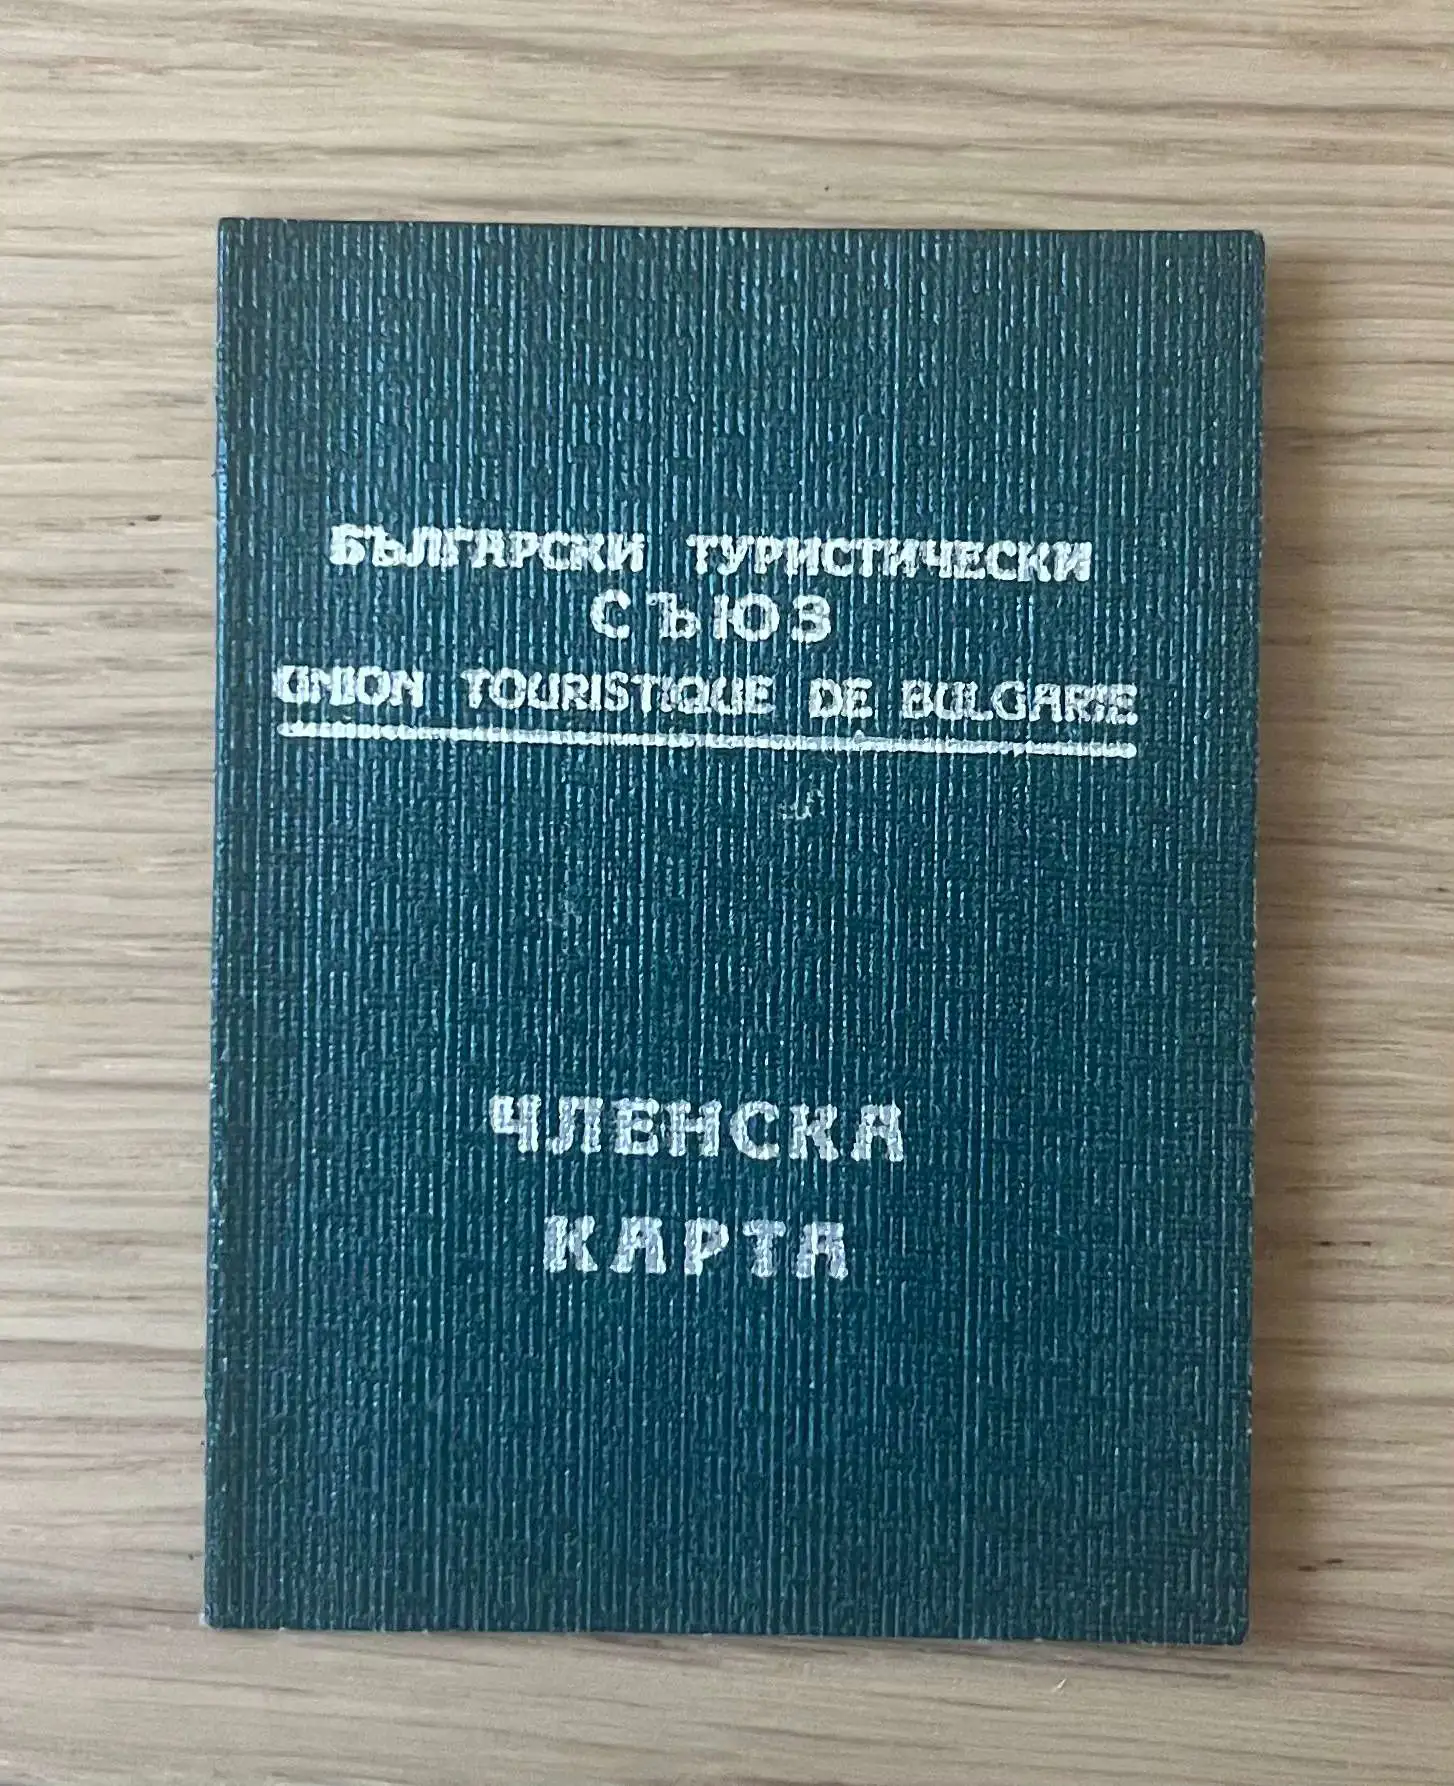 БЪЛГАРСКИ ТУРИСТИЧЕСКИ
СЪЮЗ
UNION TOURISTIQUE DE BULGARIE
ЧЛЕНСКА
КАРТА